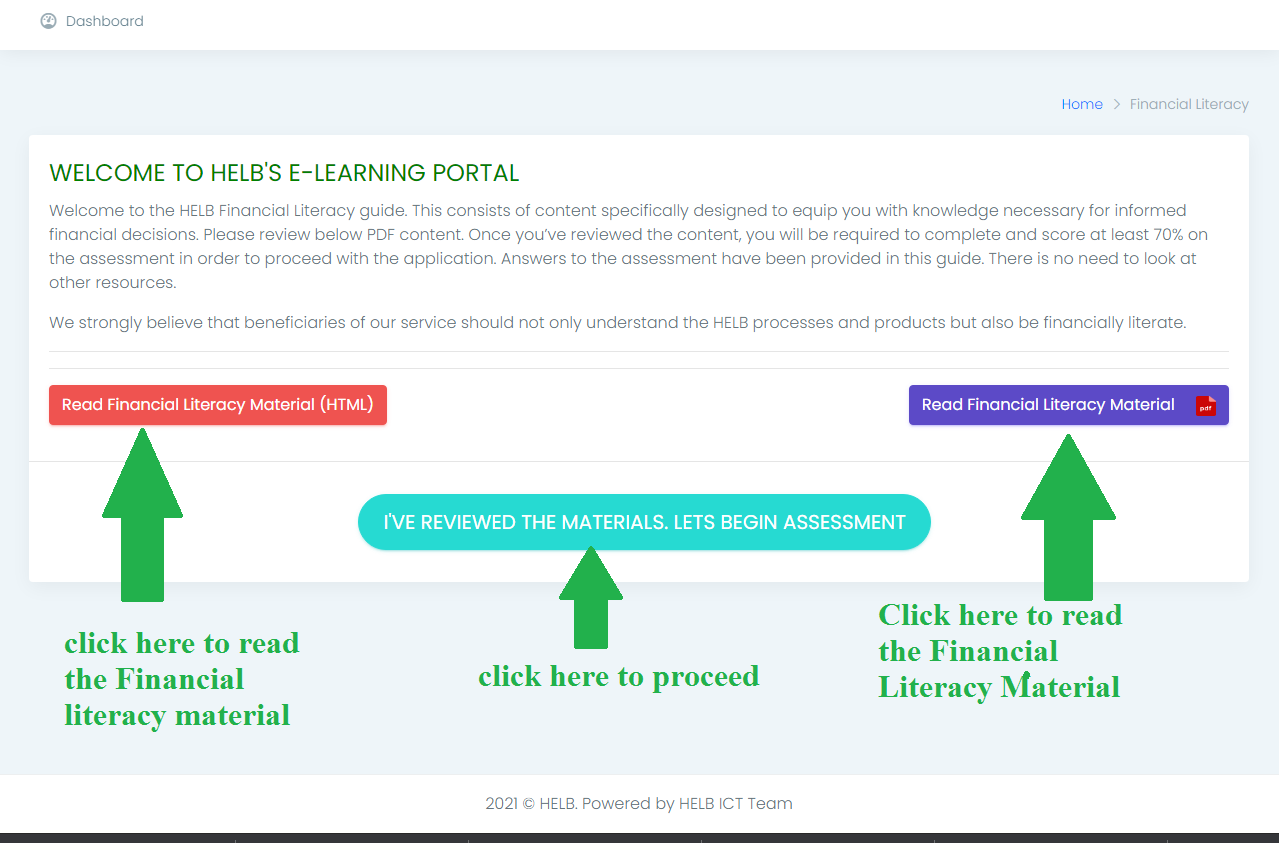 Dashboard
Home > Financial Literacy
WELCOME TO HELB'S E-LEARNING PORTAL
Welcome to the HELB Financial Literacy guide. This consists of content specifically designed to equip you with knowledge necessary for informed
financial decisions. Please review below PDF content. Once you’ve reviewed the content, you will be required to complete and score at least 70% on
the assessment in order to proceed with the application. Answers to the assessment have been provided in this guide. There is no need to look at
other resources.
We strongly believe that beneficiaries of our service should not only understand the HELB processes and products but also be financially literate.
Read Financial Literacy Material (HTML)
Read Financial Literacy Material pdf
I'VE REVIEWED THE MATERIALS. LETS BEGIN ASSESSMENT
click here to read
the Financial
literacy material
click here to proceed
Click here to read
the Financial
Literacy Material
2021 © HELB. Powered by HELB ICT Team